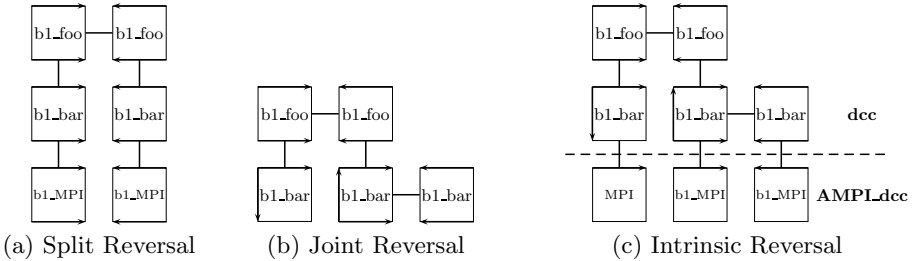 b1_foo b1_foo b1_foo b1_foo
b1_bar b1_bar b1_foo b1_foo b1_bar b1_bar b1_bar dcc
b1_MPI b1_MPI b1_bar b1_bar b1_bar MPI b1_MPI b1_MPI AMPI_dcc
(a) Split Reversal (b) Joint Reversal (c) Intrinsic Reversal